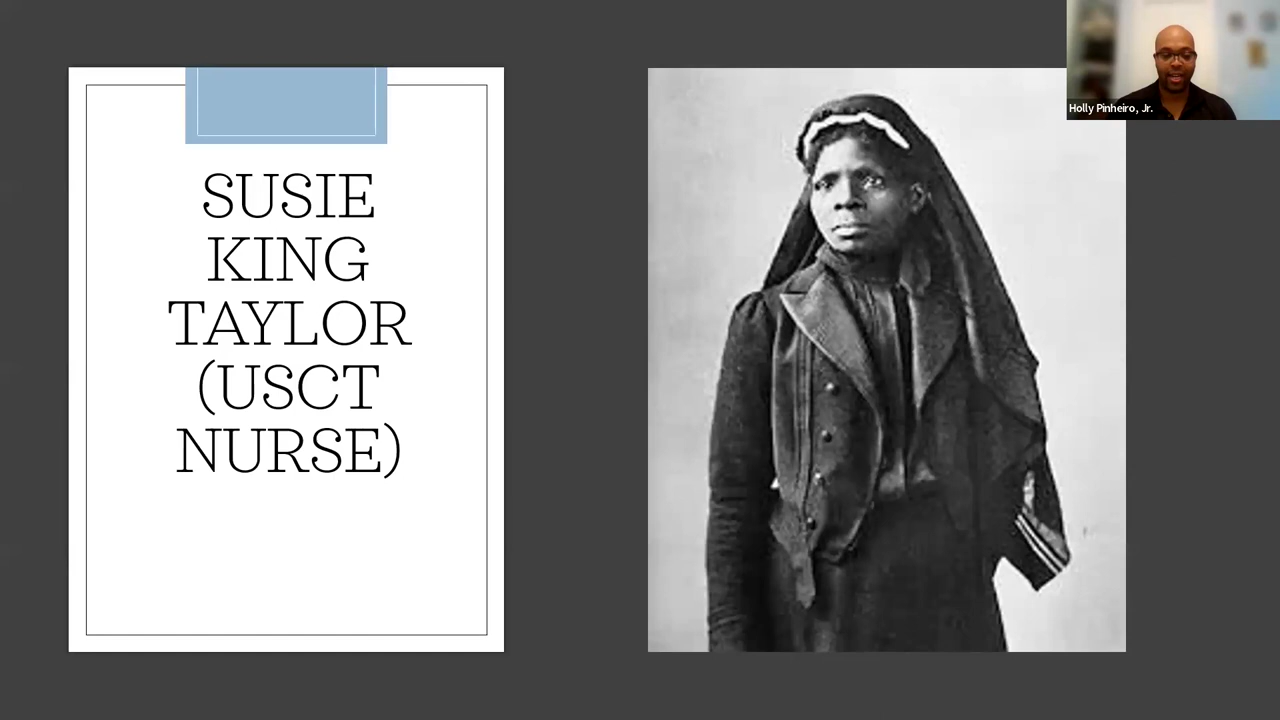 SUSIE
KING
TAYLOR
(USCT
NURSE)
Holly Pinheiro, Jr.